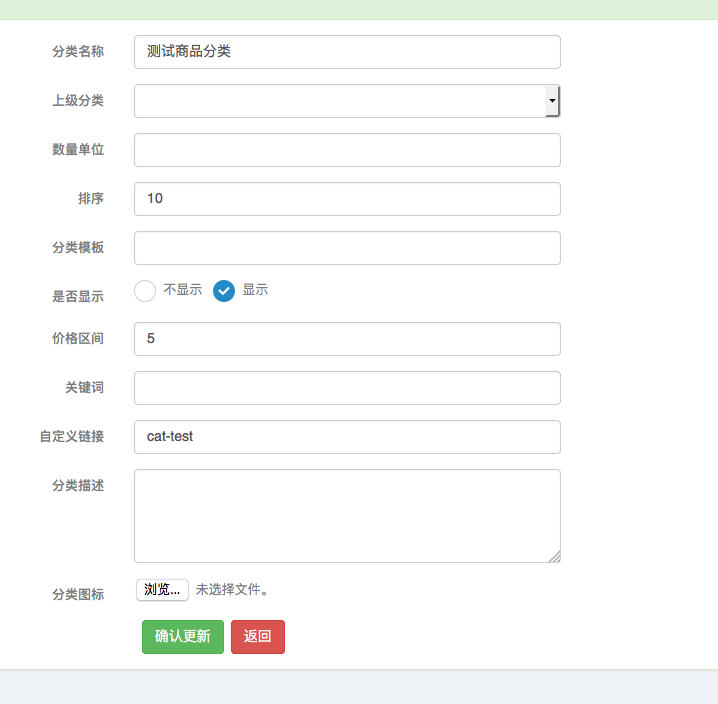 分类名称 测试商品分类
上级分类
数量单位
排序 10
分类模板
是否显示 不显示 显示
价格区间 5
关键词
自定义链接 cat-test
分类描述
分类图标 浏览... 未选择文件。
确认更新 返回